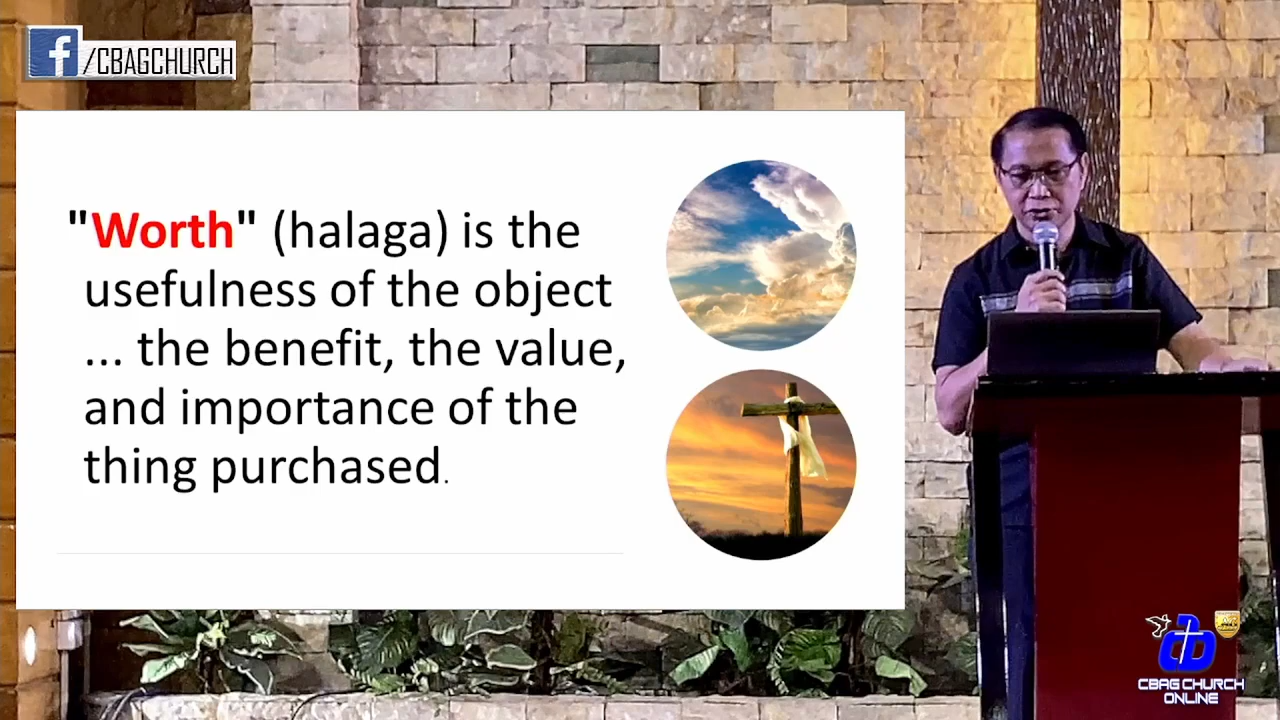 f/CBAGCHURCH
"Worth" (halaga) is the
usefulness of the object
... the benefit, the value,
and importance of the
thing purchased.
CBAG CHURCH
ONLINE